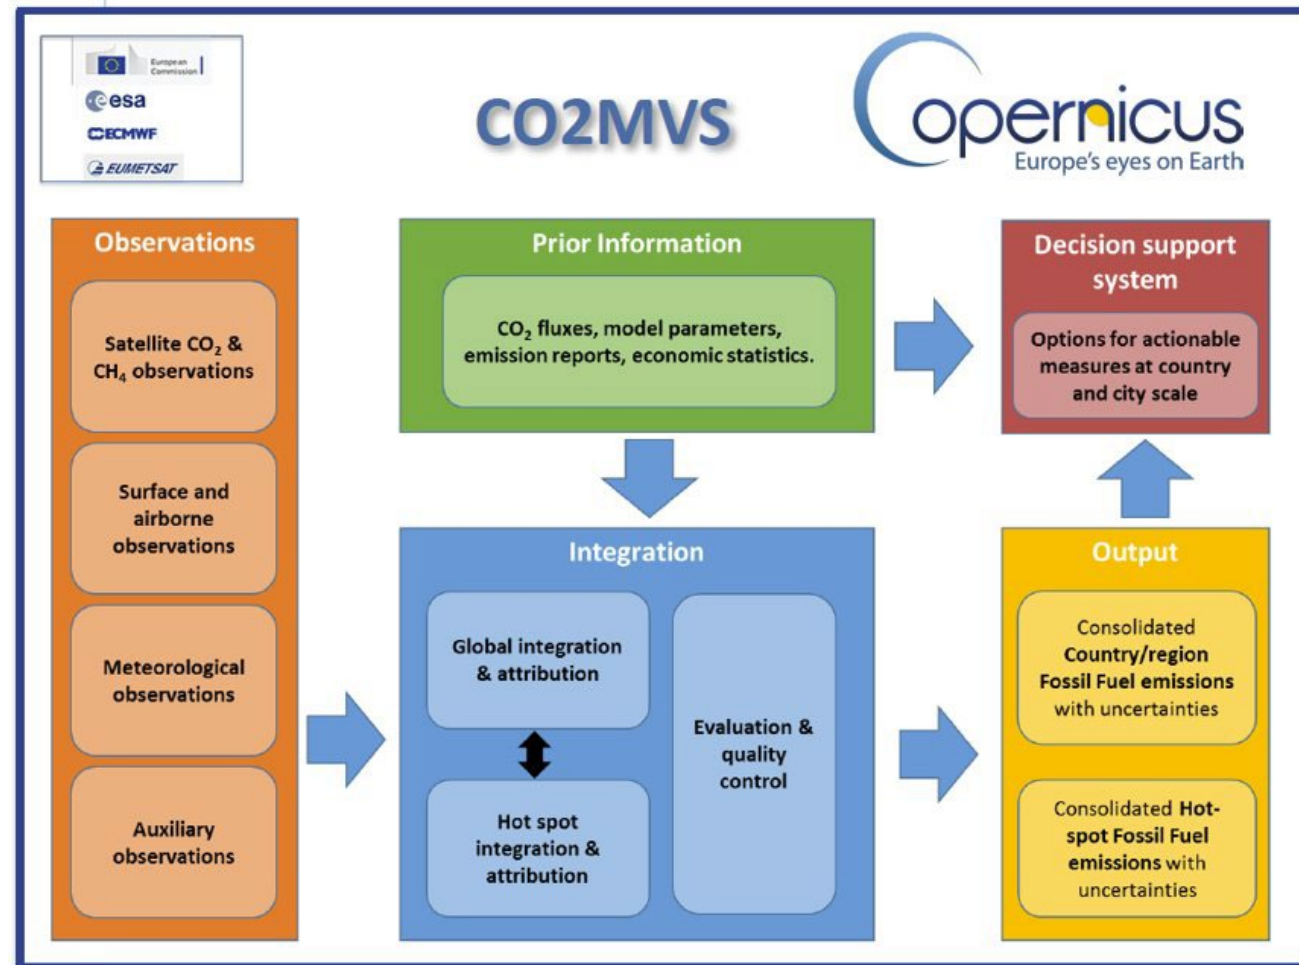 European
Commission
esa
ECMWF
EUMETSAT
CO2MVS
Copernicus
Europe's eyes on Earth
Observations
Satellite CO₂ &
CH₄ observations
Surface and
airborne
observations
Meteorological
observations
Auxiliary
observations
Prior Information
CO₂ fluxes, model parameters,
emission reports, economic statistics.
Decision support
system
Options for actionable
measures at country
and city scale
Integration
Global integration
& attribution
Hot spot
integration &
attribution
Evaluation &
quality
control
Output
Consolidated
Country/region
Fossil Fuel emissions
with uncertainties
Consolidated Hot-
spot Fossil Fuel
emissions with
uncertainties